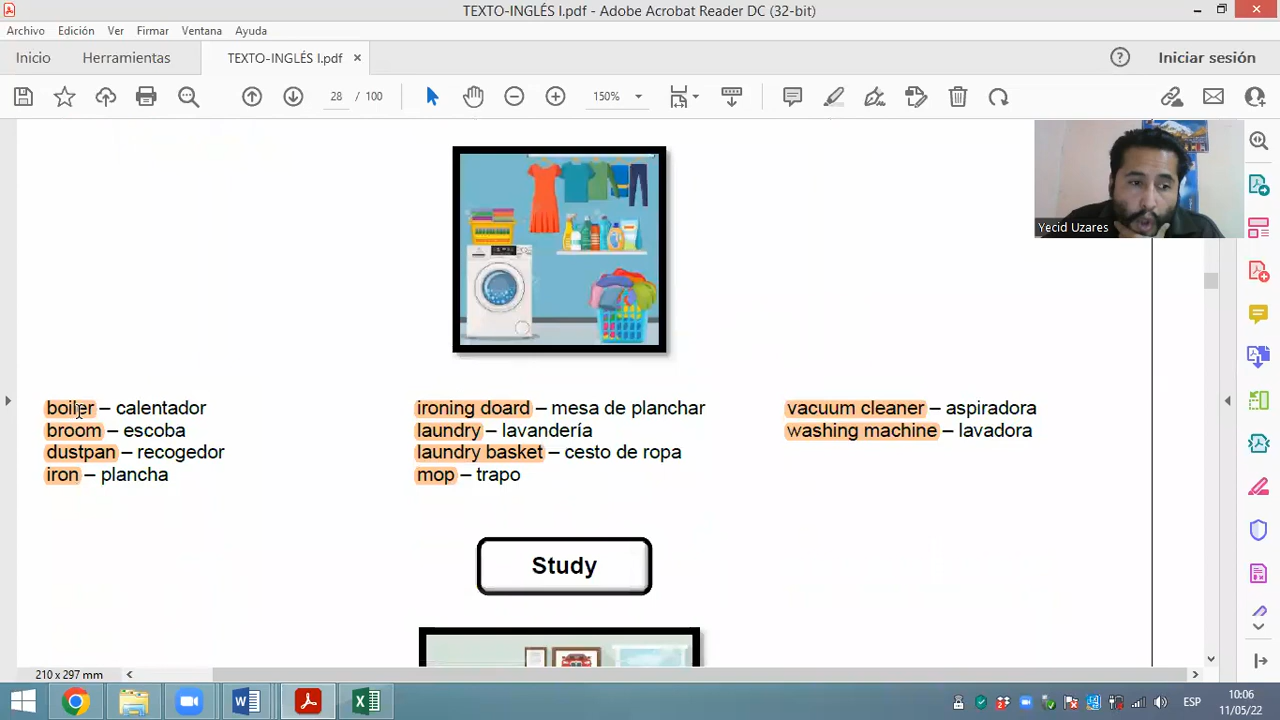 TEXTO-INGLÉS I.pdf - Adobe Acrobat Reader DC (32-bit)
Archivo Edición Ver Firmar Ventana Ayuda
Inicio Herramientas TEXTO-INGLÉS I.pdf Iniciar sesión
28 / 100 150%
Yecid Uzares
boiler – calentador
broom – escoba
dustpan – recogedor
iron – plancha
ironing doard – mesa de planchar
laundry – lavandería
laundry basket – cesto de ropa
mop – trapo
vacuum cleaner – aspiradora
washing machine – lavadora
Study
210 x 297 mm
ESP
10:06
11/05/22